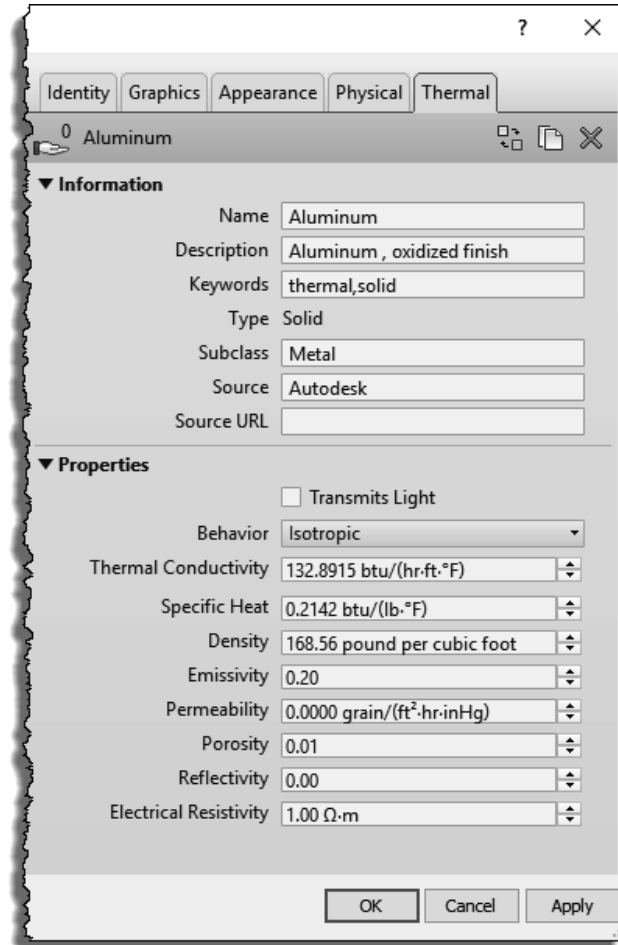 ?
Identity Graphics Appearance Physical Thermal
0 Aluminum
Information
Name Aluminum
Description Aluminum , oxidized finish
Keywords thermal,solid
Type Solid
Subclass Metal
Source Autodesk
Source URL
Properties
Transmits Light
Behavior Isotropic
Thermal Conductivity 132.8915 btu/(hr·ft·°F)
Specific Heat 0.2142 btu/(lb·°F)
Density 168.56 pound per cubic foot
Emissivity 0.20
Permeability 0.0000 grain/(ft²·hr·inHg)
Porosity 0.01
Reflectivity 0.00
Electrical Resistivity 1.00 Ω·m
OK Cancel Apply